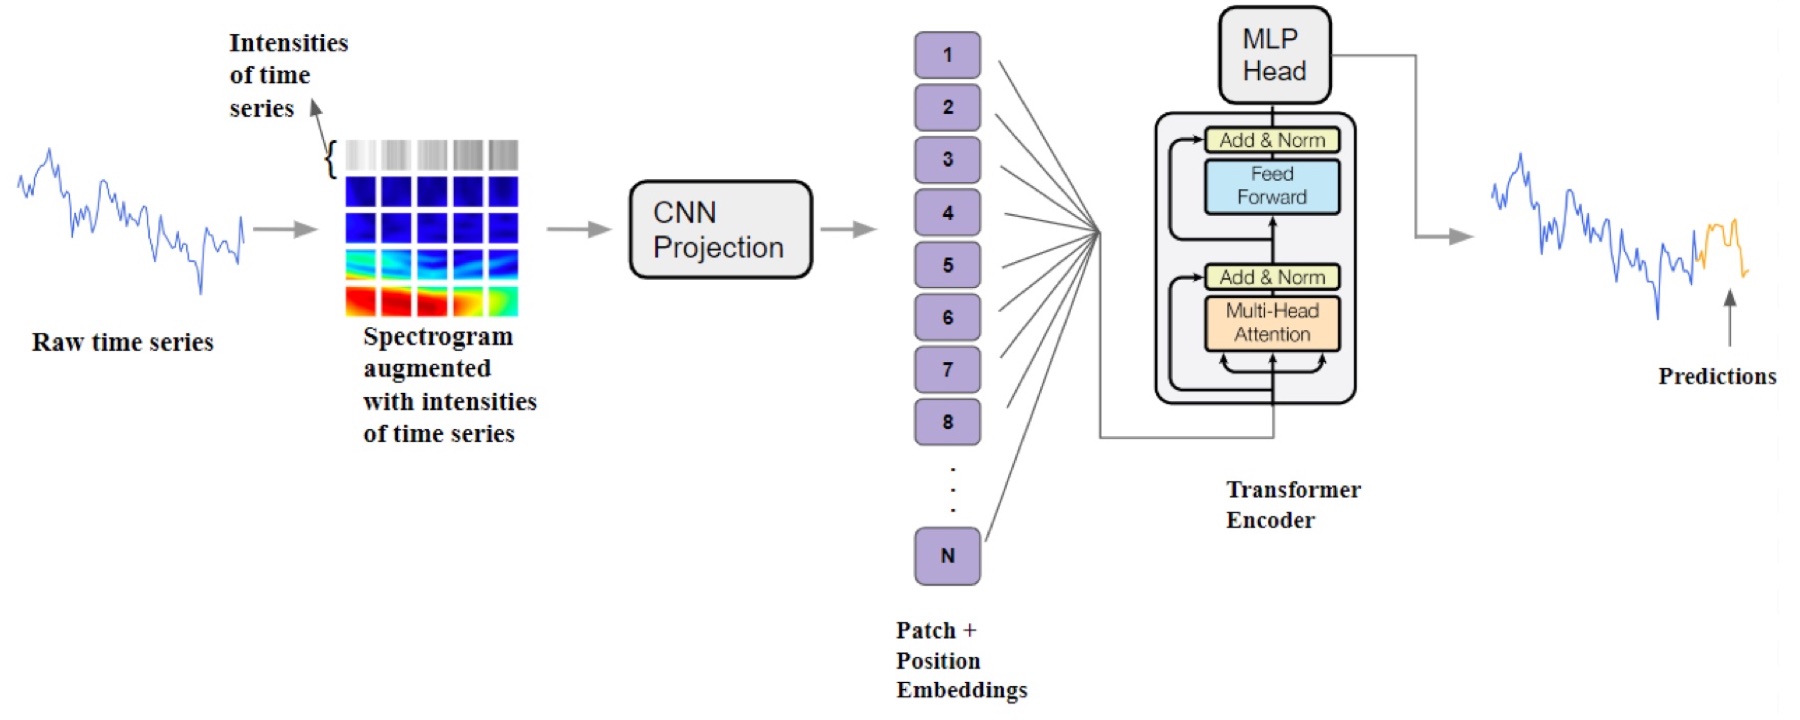 Intensities
of time
series
{
Raw time series
Spectrogram
augmented
with intensities
of time series
CNN
Projection
1
2
3
4
5
6
7
8
.
.
.
N
Patch +
Position
Embeddings
MLP
Head
Add & Norm
Feed
Forward
Add & Norm
Multi-Head
Attention
Transformer
Encoder
Predictions